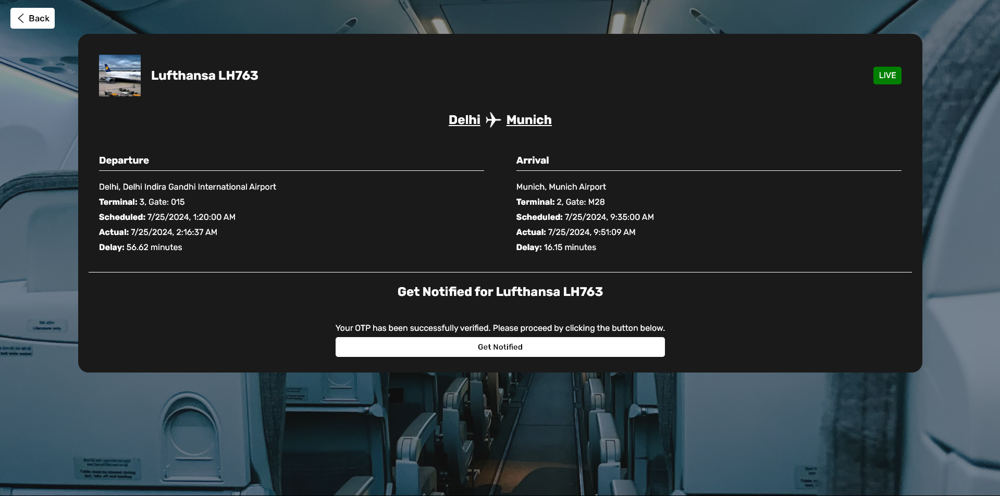 Back
Lufthansa LH763
LIVE
Delhi Munich
Departure
Delhi, Delhi Indira Gandhi International Airport
Terminal: 3, Gate: 015
Scheduled: 7/25/2024, 1:20:00 AM
Actual: 7/25/2024, 2:16:37 AM
Delay: 56.62 minutes
Arrival
Munich, Munich Airport
Terminal: 2, Gate: M28
Scheduled: 7/25/2024, 9:35:00 AM
Actual: 7/25/2024, 9:51:09 AM
Delay: 16.15 minutes
Get Notified for Lufthansa LH763
Your OTP has been successfully verified. Please proceed by clicking the button below.
Get Notified
Literature only